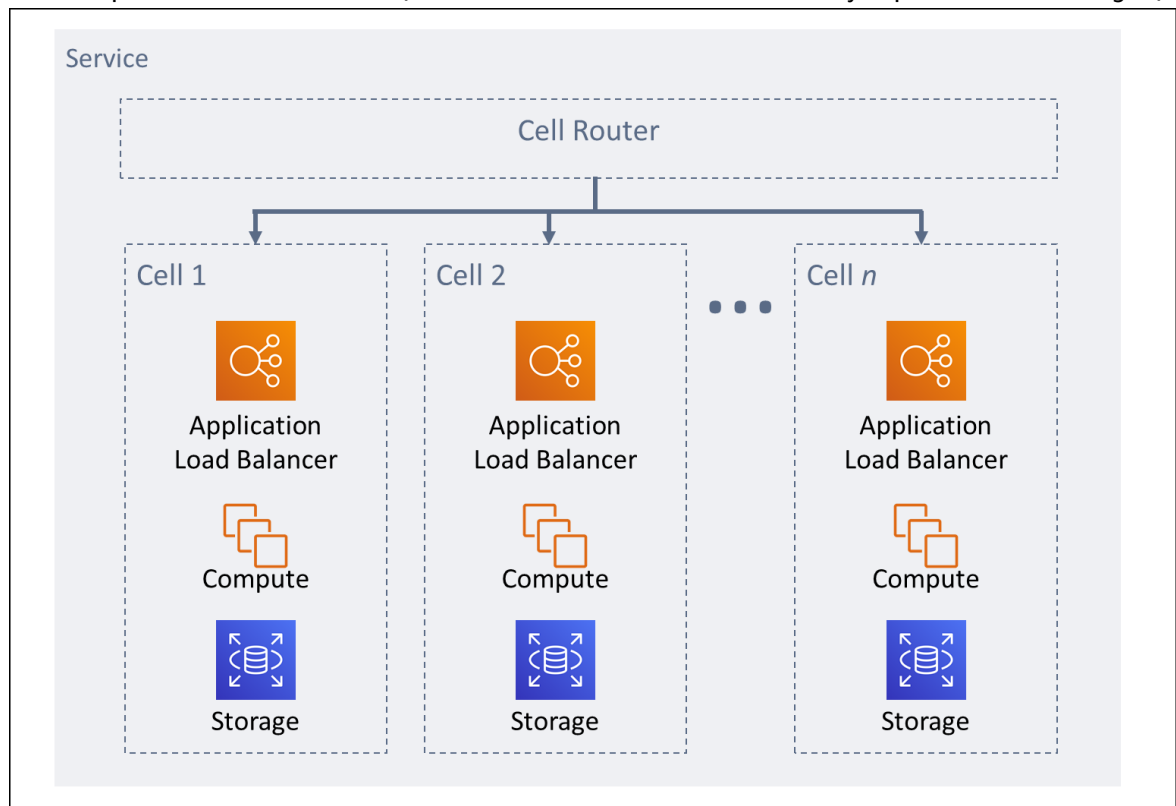 Service
Cell Router
Cell 1
Cell 2
Cell n
Application
Load Balancer
Application
Load Balancer
Application
Load Balancer
Compute
Compute
Compute
Storage
Storage
Storage